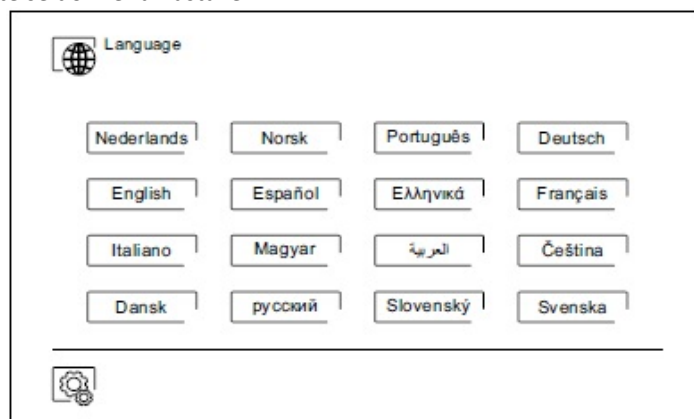 Language
Nederlands Norsk Português Deutsch
English Español Ελληνικά Français
Italiano Magyar العربية Čeština
Dansk русский Slovenský Svenska